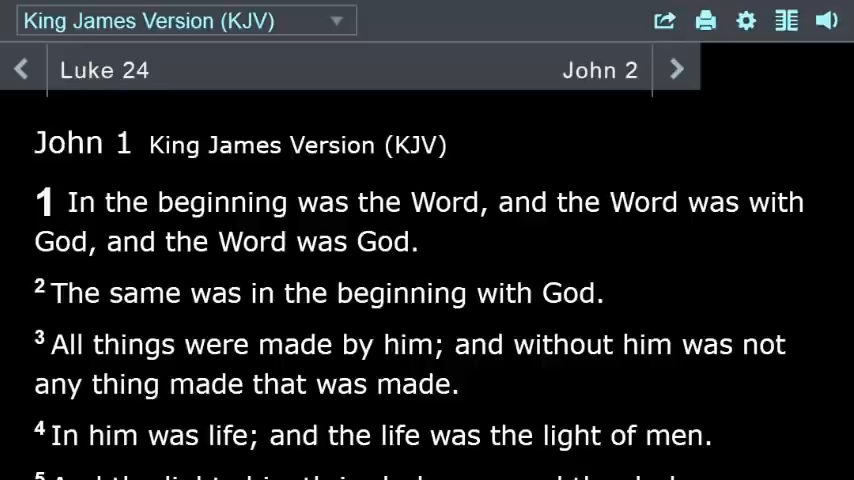 King James Version (KJV)
Luke 24
John 2
John 1 King James Version (KJV)
1 In the beginning was the Word, and the Word was with
God, and the Word was God.
2 The same was in the beginning with God.
3 All things were made by him; and without him was not
any thing made that was made.
4 In him was life; and the life was the light of men.